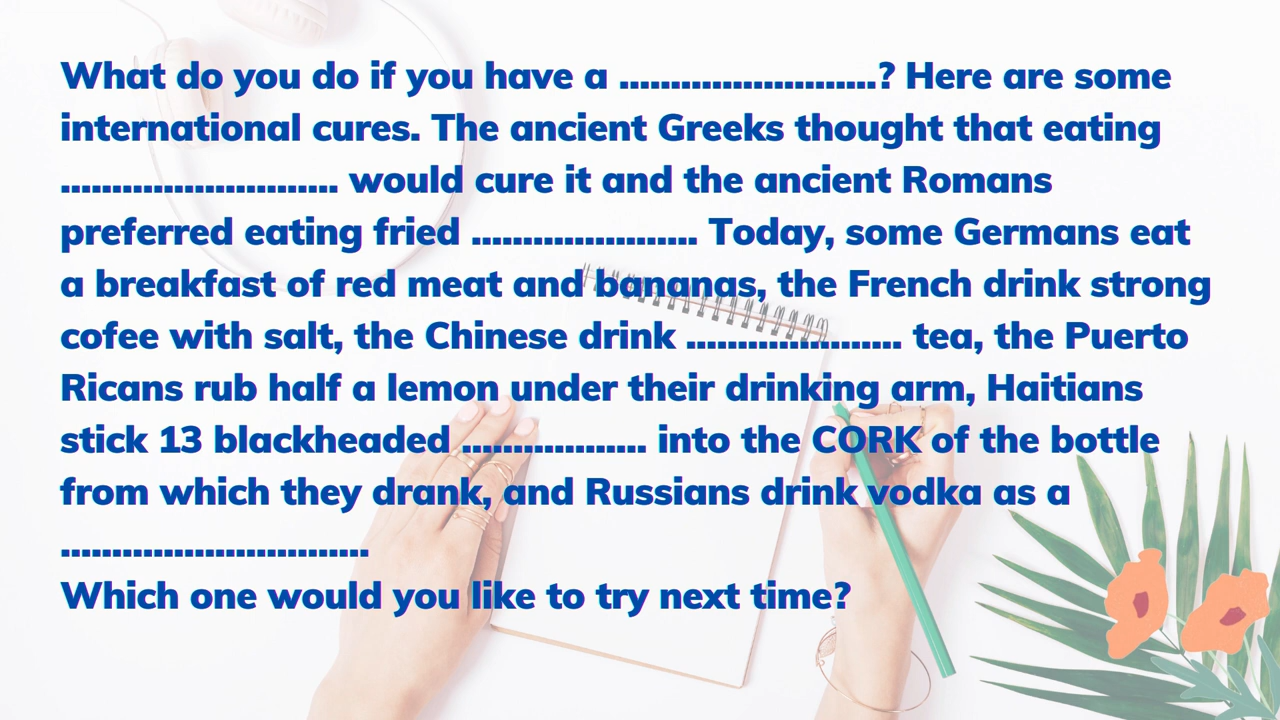 What do you do if you have a .........................? Here are some
international cures. The ancient Greeks thought that eating
........................... would cure it and the ancient Romans
preferred eating fried ...................... Today, some Germans eat
a breakfast of red meat and bananas, the French drink strong
cofee with salt, the Chinese drink ..................... tea, the Puerto
Ricans rub half a lemon under their drinking arm, Haitians
stick 13 blackheaded .................. into the CORK of the bottle
from which they drank, and Russians drink vodka as a
..............................
Which one would you like to try next time?